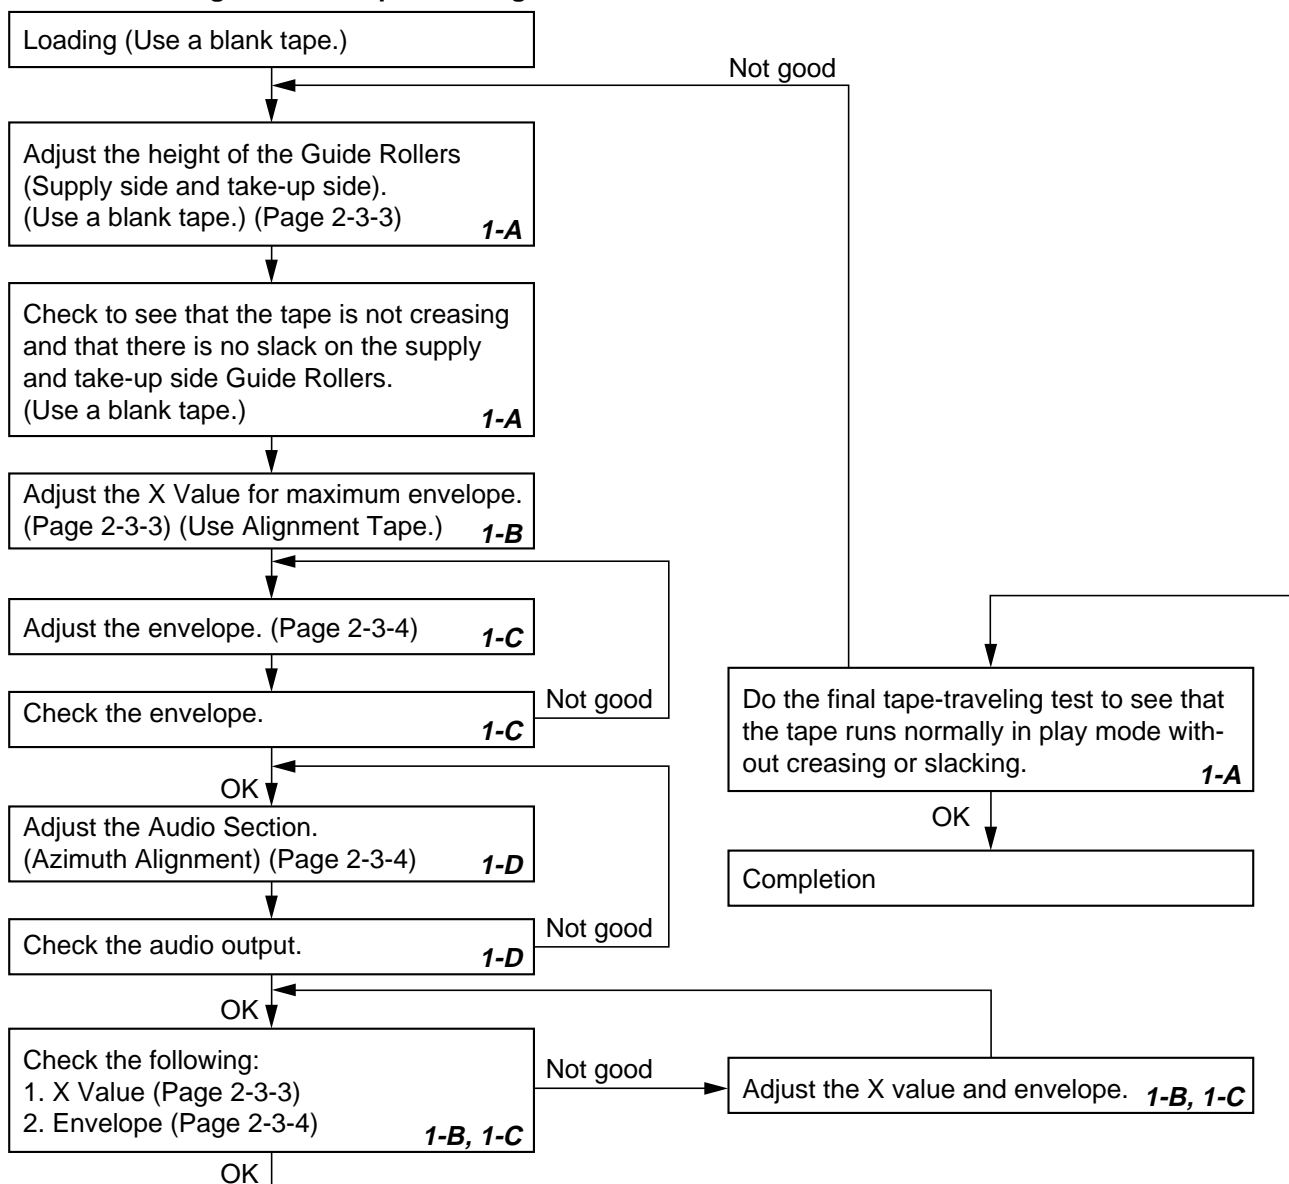 Loading (Use a blank tape.)
Not good
Adjust the height of the Guide Rollers
(Supply side and take-up side).
(Use a blank tape.) (Page 2-3-3)
1-A
Check to see that the tape is not creasing
and that there is no slack on the supply
and take-up side Guide Rollers.
(Use a blank tape.)
1-A
Adjust the X Value for maximum envelope.
(Page 2-3-3) (Use Alignment Tape.)
1-B
Adjust the envelope. (Page 2-3-4)
1-C
Check the envelope.
1-C
Not good
OK
Adjust the Audio Section.
(Azimuth Alignment) (Page 2-3-4)
1-D
Check the audio output.
1-D
Not good
OK
Check the following:
1. X Value (Page 2-3-3)
2. Envelope (Page 2-3-4)
1-B, 1-C
Not good
Adjust the X value and envelope.
1-B, 1-C
OK
Do the final tape-traveling test to see that
the tape runs normally in play mode with-
out creasing or slacking.
1-A
OK
Completion